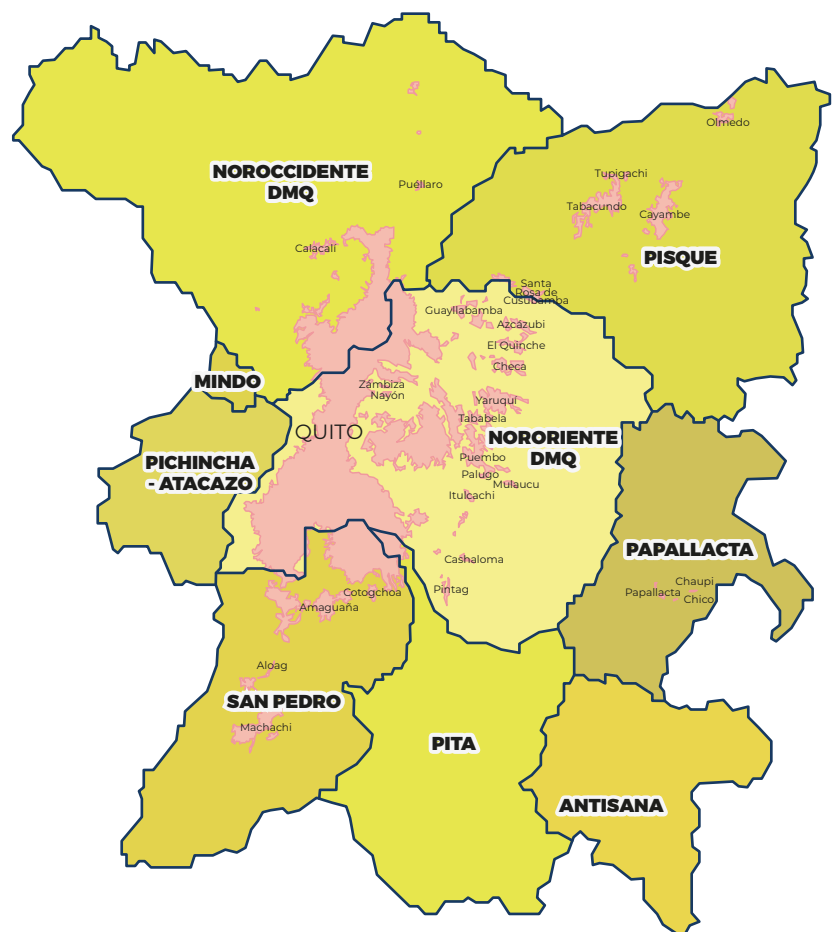 Olmedo
NOROCCIDENTE
DMQ
Tupigachi
Puéllaro
Tabacundo
Cayambe
Calacalí
PISQUE
Santa
Rosa de
Cusubamba
Guayllabamba
Azcázubi
El Quinche
Checa
MINDO
Zámbiza
Nayón
Yaruquí
Tababela
QUITO
NORORIENTE
DMQ
PICHINCHA
- ATACAZO
Puembo
Palugo
Mulaucu
Itulcachi
PAPALLACTA
Cashaloma
Pintag
Chaupi
Chico
Papallacta
Cotogchoa
Amaguaña
Aloag
SAN PEDRO
Machachi
PITA
ANTISANA